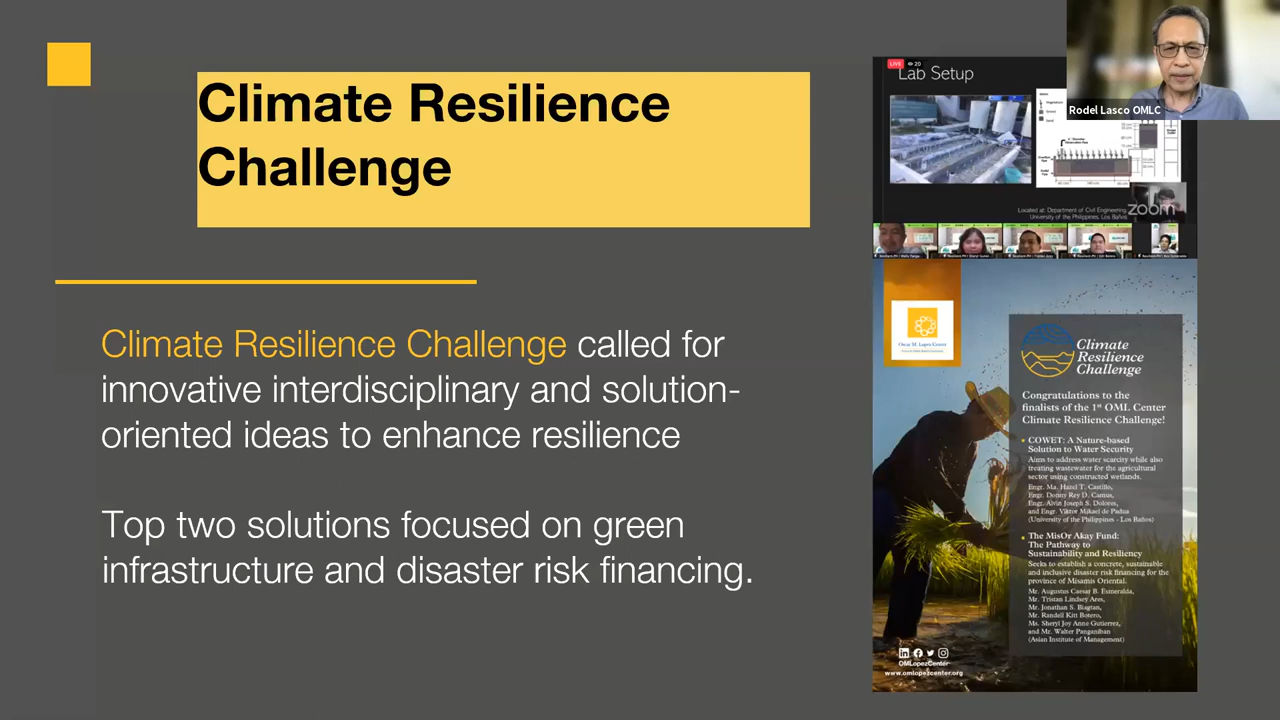 Climate Resilience
Challenge
Climate Resilience Challenge called for
innovative interdisciplinary and solution-
oriented ideas to enhance resilience
Top two solutions focused on green
infrastructure and disaster risk financing.
Rodel Lasco OMLC
LIVE 20
Lab Setup
Located at: Department of Civil Engineering
University of the Philippines, Los Baños
zoom
Oscar M. Lopez Center
Climate
Resilience
Challenge
Congratulations to the
finalists of the 1st OML Center
Climate Resilience Challenge!
COWET: A Nature-based
Solution to Water Security
Aims to address water scarcity while also
treating wastewater for the agricultural
sector using constructed wetlands.
Engr. Ma. Hazel T. Castillo,
Engr. Donny Rey D. Camus,
Engr. Alvin Joseph S. Dolores,
and Engr. Viktor Mikael de Padua
(University of the Philippines - Los Baños)
The MisOr Akay Fund:
The Pathway to
Sustainability and Resiliency
Seeks to establish a concrete, sustainable
and inclusive disaster risk financing for the
province of Misamis Oriental.
Mr. Augustus Caesar B. Esmeralda,
Mr. Tristan Lindsey Ares,
Mr. Jonathan S. Biagtan,
Mr. Randell Kitt Botero,
Ms. Sheryl Joy Anne Gutierrez,
and Mr. Walter Panganiban
(Asian Institute of Management)
OMLopezCenter
www.omlopezcenter.org